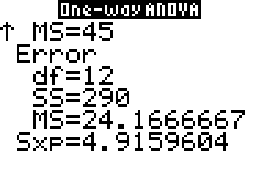 One-way ANOVA
↑ MS=45
Error
df=12
SS=290
MS=24.1666667
Sxp=4.9159604